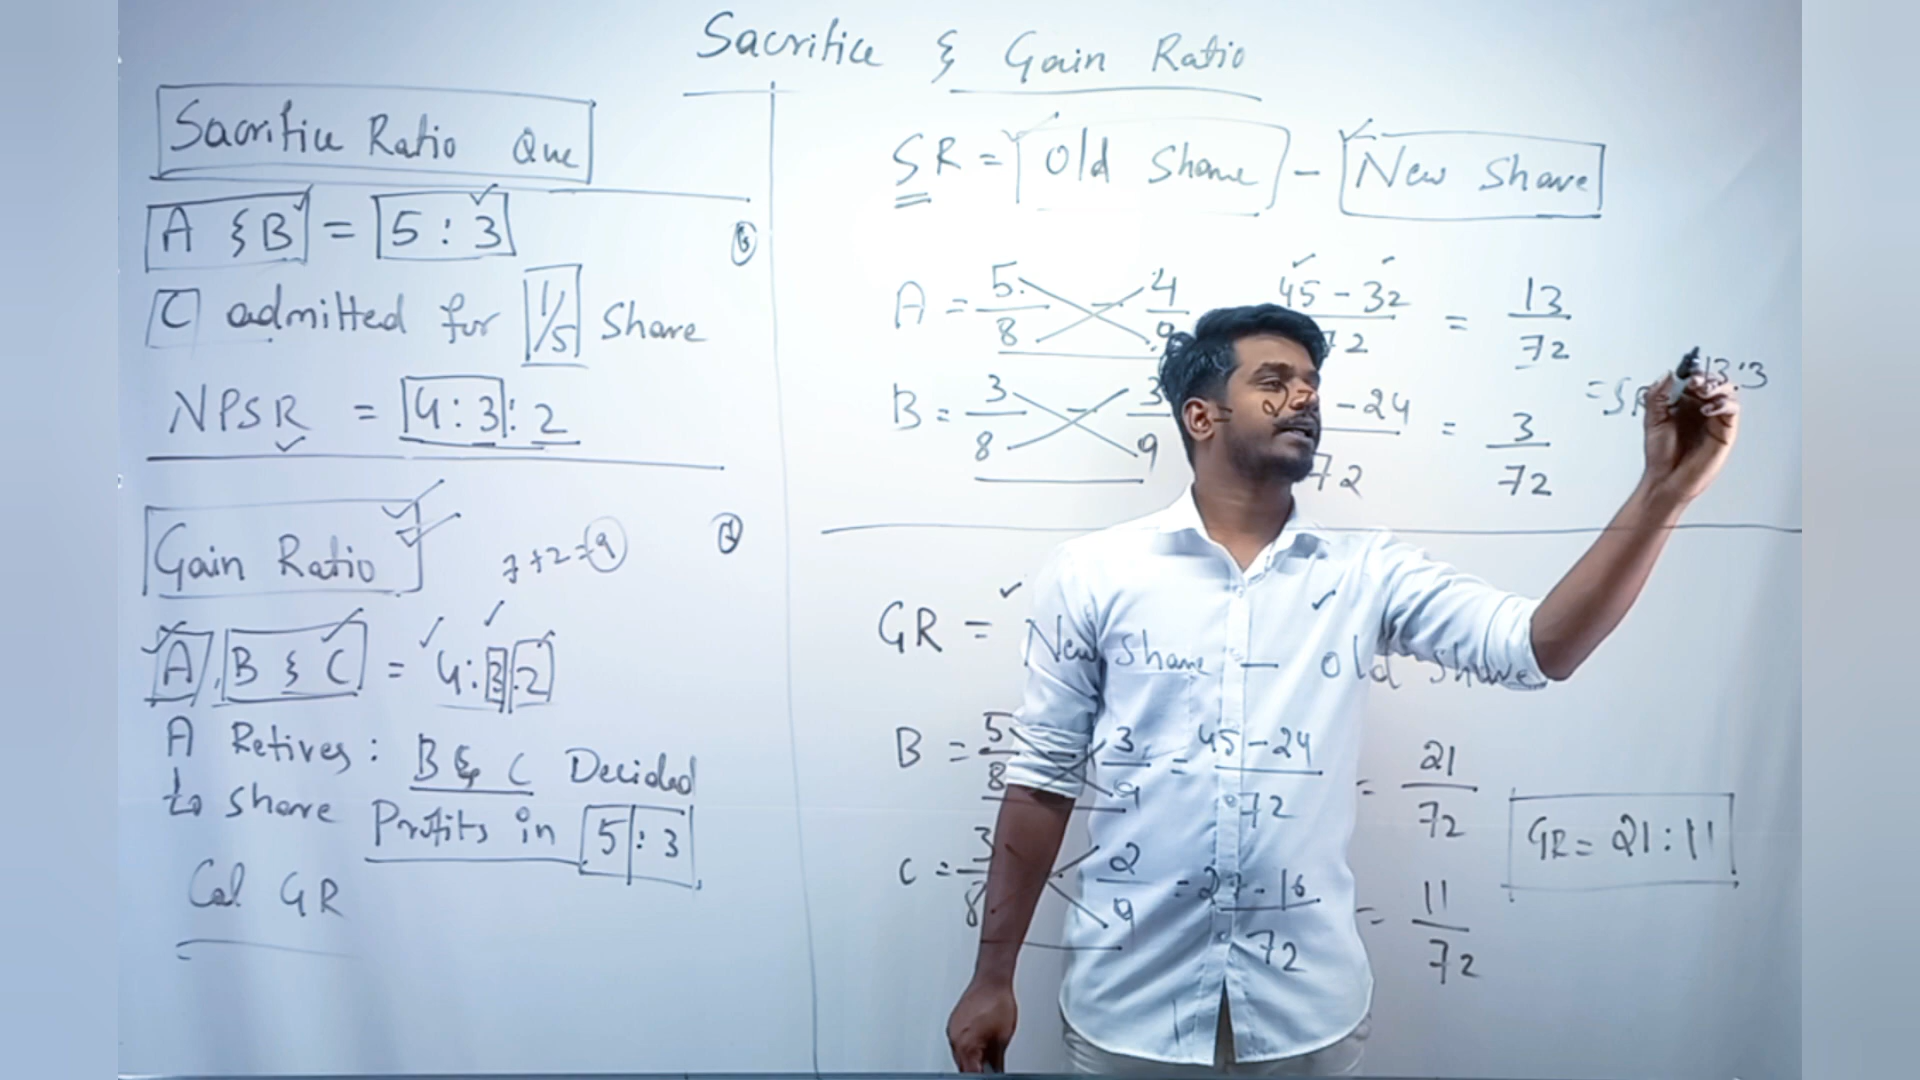 Sacrifice & Gain Ratio
Sacrifice Ratio Que
A & B = 5 : 3
C admitted for 1/5 Share
NPSR = 4 : 3 : 2
Gain Ratio
7 + 2 = 9
A, B & C = 4 : 3 : 2
A Retires : B & C Decided
to share Profits in 5 : 3
Cal GR
SR = Old Share - New Share
A = 5/8 - 4/9 45 - 32/72 = 13/72
B = 3/8 - 3/9 = 27 - 24/72 = 3/72
= SR 13:3
GR = New Share - Old Share
B = 5/8 - 3/9 = 45 - 24/72 = 21/72
C = 3/8 - 2/9 = 27 - 16/72 = 11/72
GR = 21 : 11